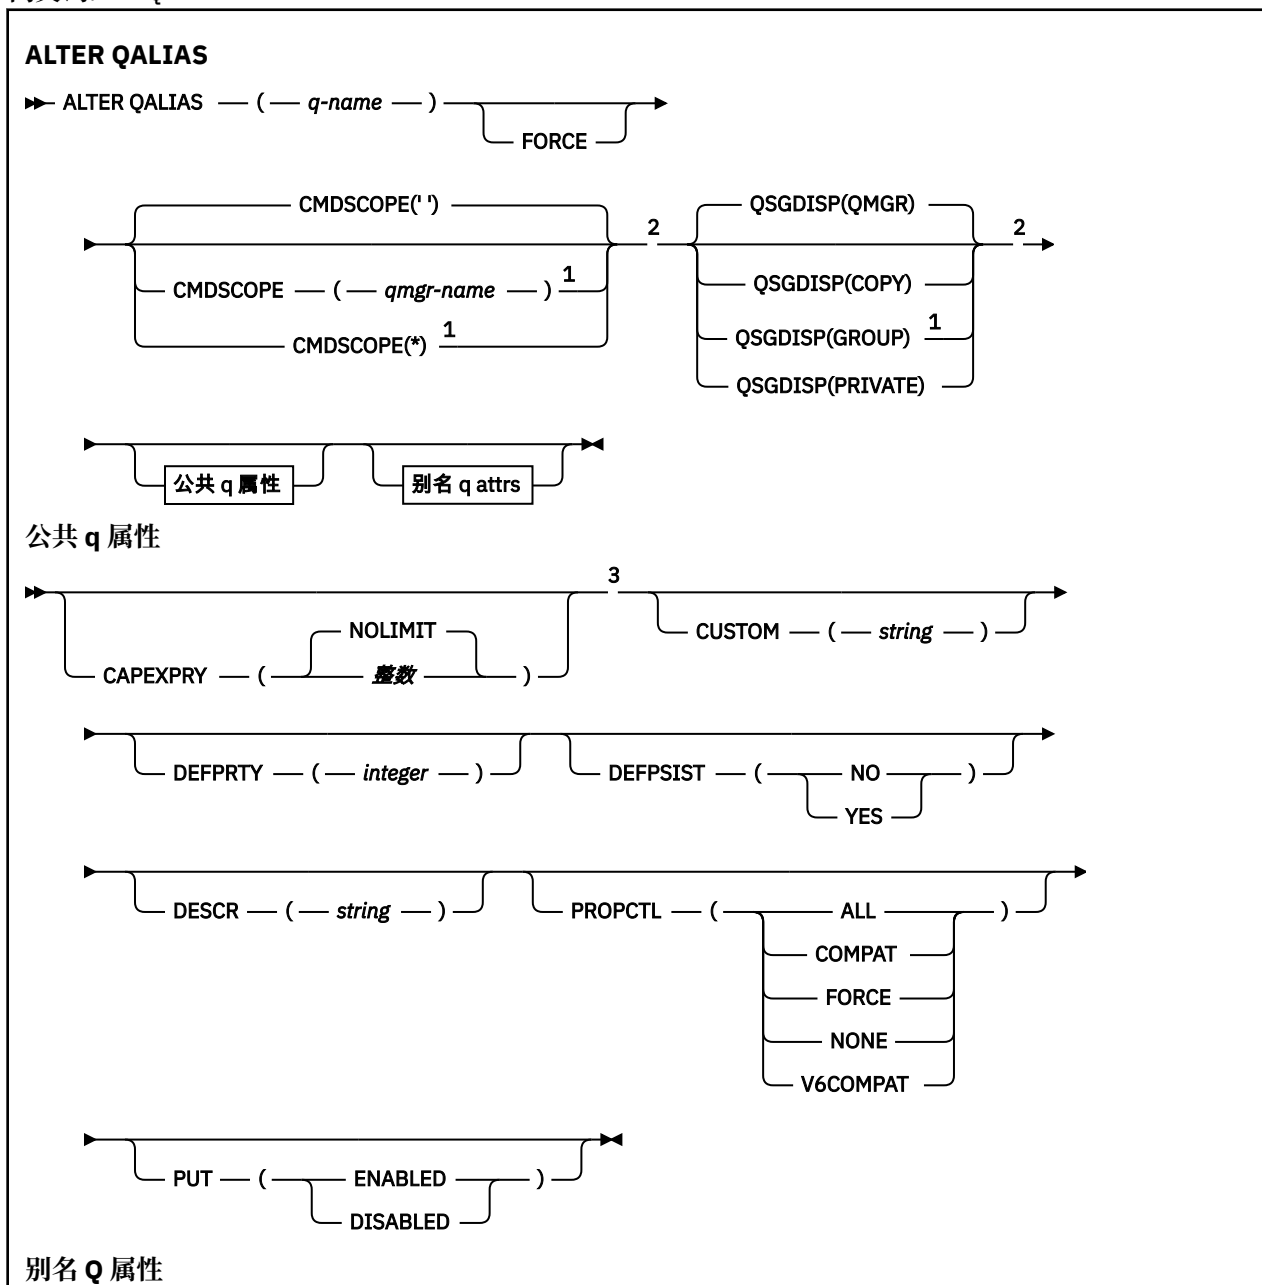 ALTER QALIAS
ALTER QALIAS ( q-name )
FORCE
CMDSCOPE(' ') QSGDISP(QMGR)
2 2
CMDSCOPE ( qmgr-name ) 1 QSGDISP(COPY)
CMDSCOPE(*) 1 QSGDISP(GROUP) 1
QSGDISP(PRIVATE)
公共 q 属性 别名 q attrs
公共 q 属性
3
NOLIMIT CUSTOM ( string )
CAPEXPRY ( 整数 )
DEFPRTY ( integer ) DEFPSIST ( NO )
YES
DESCR ( string ) PROPCTL ( ALL )
COMPAT
FORCE
NONE
V6COMPAT
PUT ( ENABLED )
DISABLED
别名 Q 属性